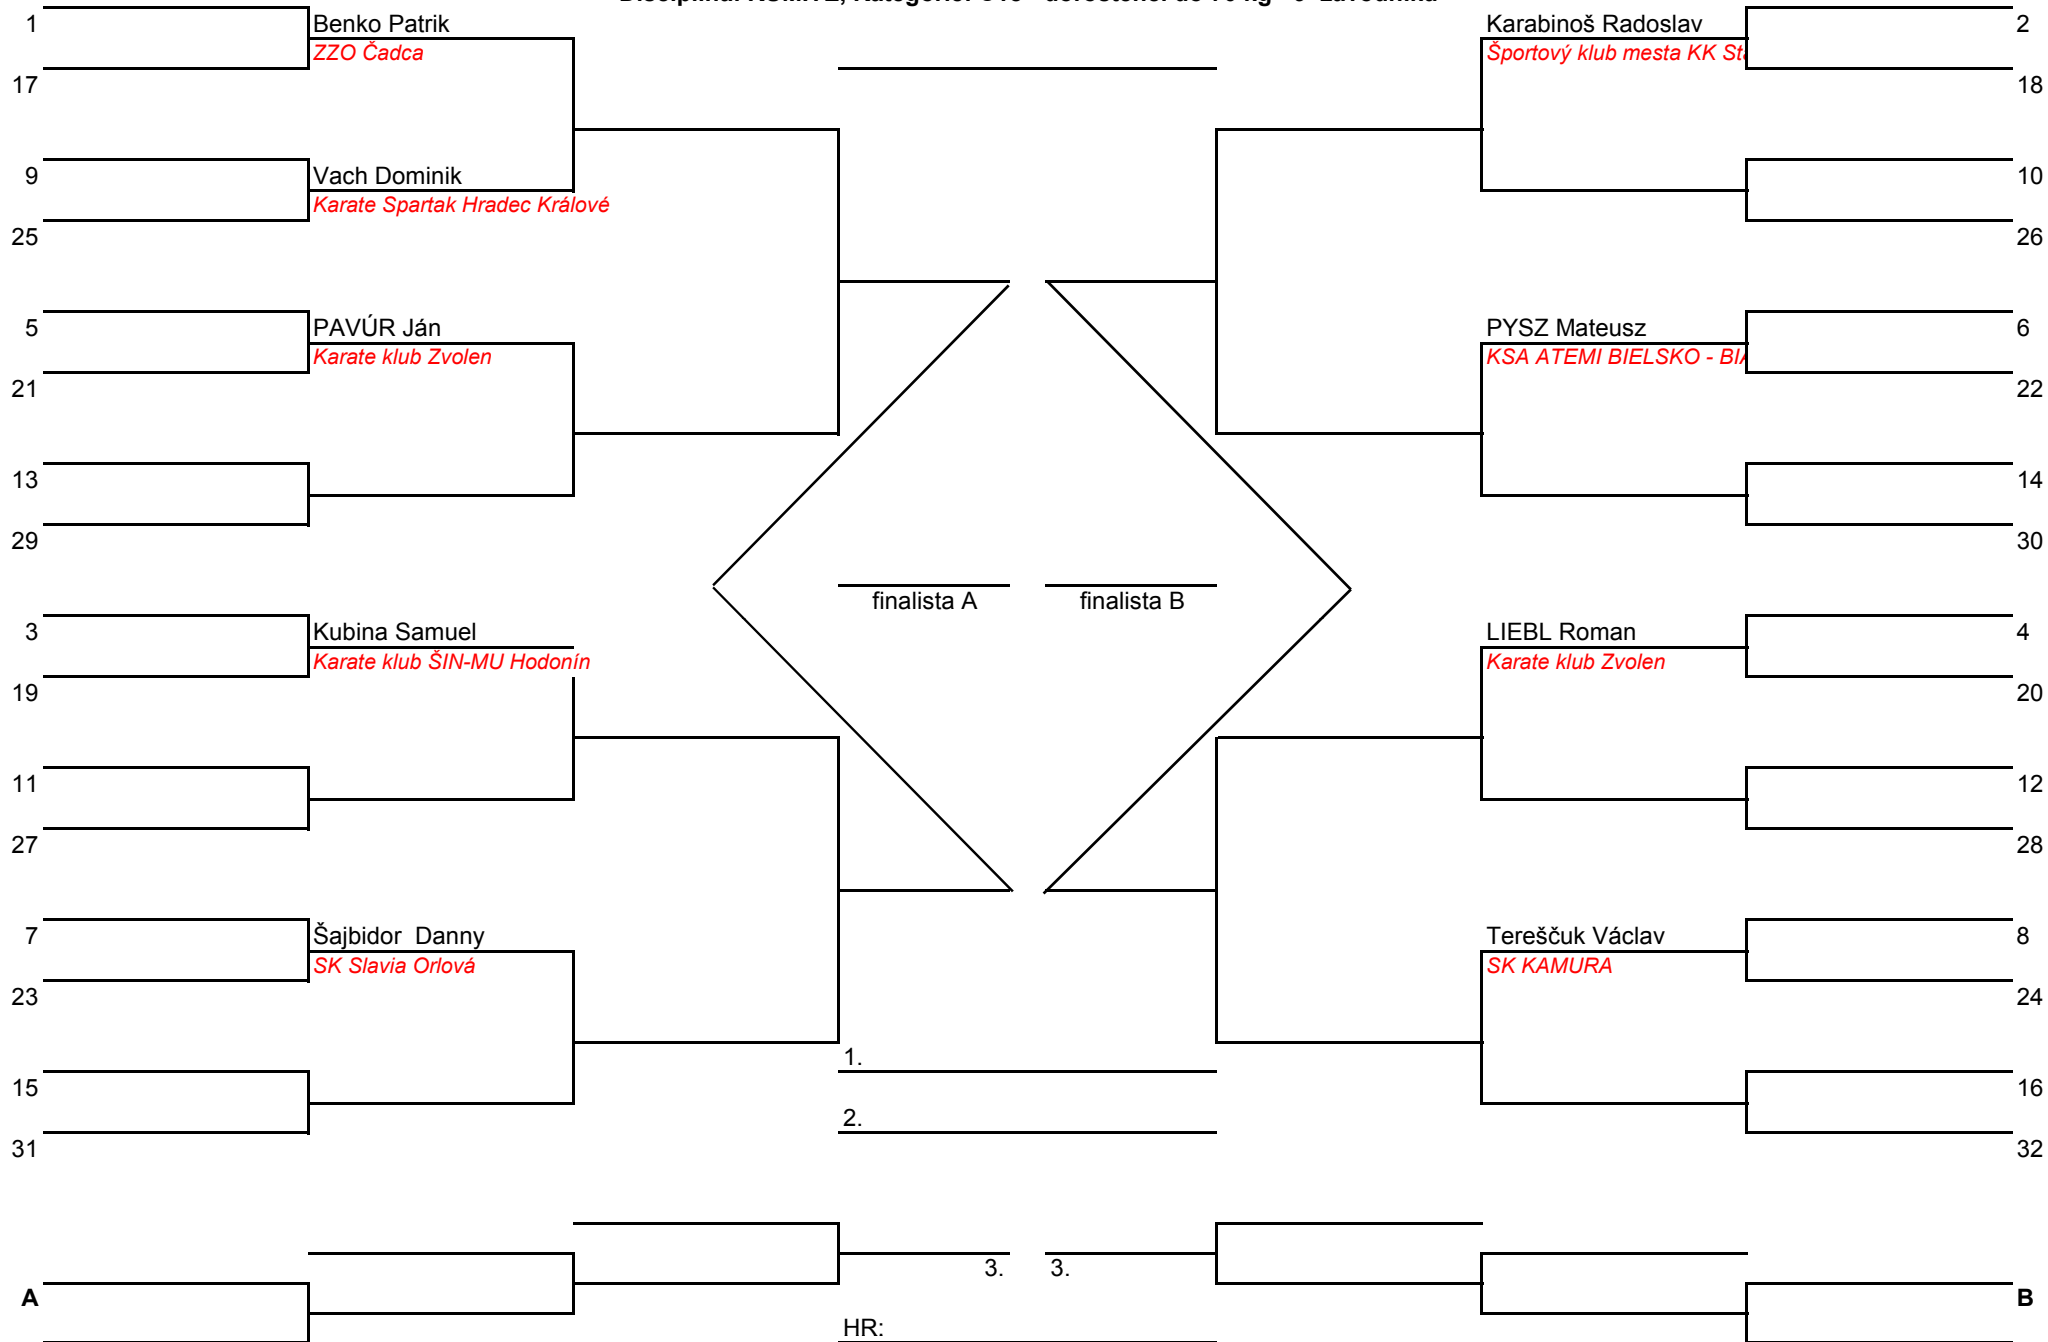 1
Benko Patrik
ZZO Čadca
17
9
Vach Dominik
Karate Spartak Hradec Králové
25
5
PAVÚR Ján
Karate klub Zvolen
21
13
29
3
Kubina Samuel
Karate klub ŠIN-MU Hodonín
19
11
27
7
Šajbidor  Danny
SK Slavia Orlová
23
15
31
Karabinoš Radoslav
2
Športový klub mesta KK
18
10
26
PYSZ Mateusz
6
KSA ATEMI BIELSKO -
22
14
30
finalista A
finalista B
LIEBL Roman
4
Karate klub Zvolen
20
12
28
Tereščuk Václav
8
SK KAMURA
24
16
32
1.
2.
3.
3.
A
B
HR: